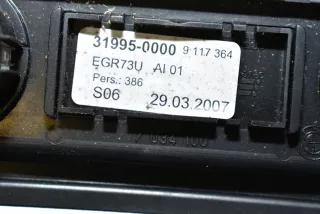 31995-0000 9 117 364
EGR73U AI 01
Pers.: 386
S06 29.03.2007